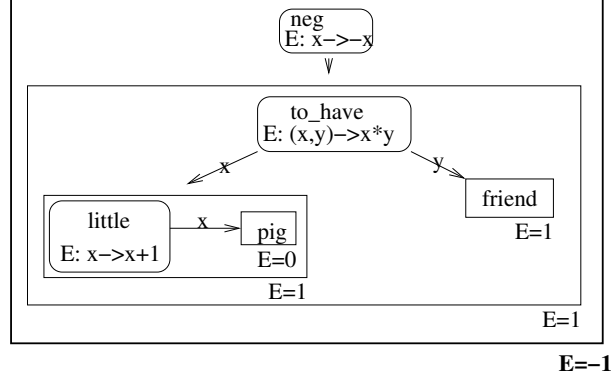 neg
E: x−>−x
to_have
E: (x,y)−>x*y
x
y
little
E: x−>x+1
x
pig
E=0
friend
E=1
E=1
E=1
E=−1